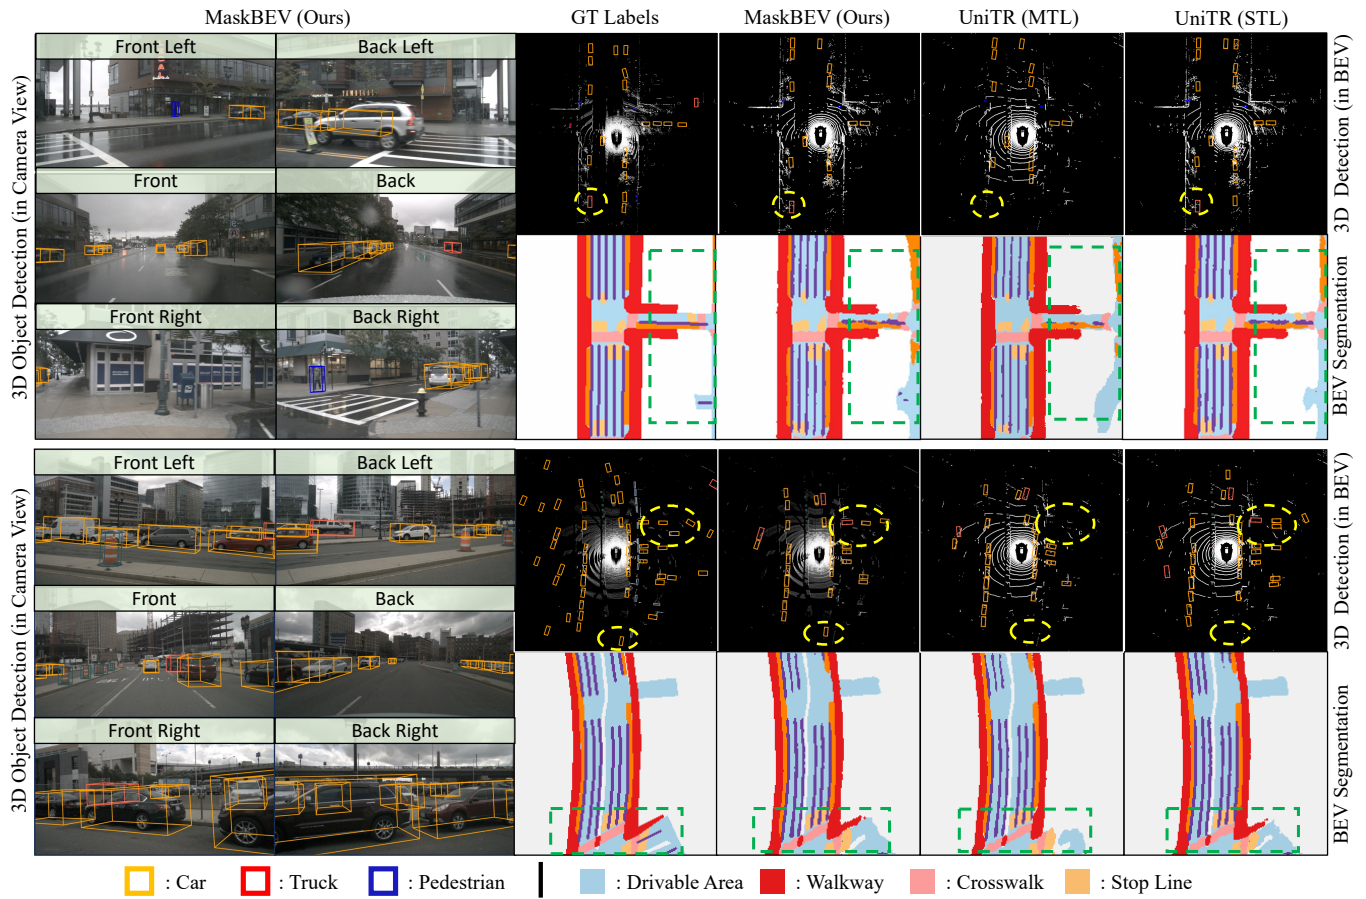 MaskBEV (Ours) GT Labels MaskBEV (Ours) UniTR (MTL) UniTR (STL)
3D Object Detection (in Camera View)
Front Left Back Left
Front Back
Front Right Back Right
3D Detection (in BEV)
BEV Segmentation
3D Object Detection (in Camera View)
Front Left Back Left
Front Back
Front Right Back Right
3D Detection (in BEV)
BEV Segmentation
: Car : Truck : Pedestrian : Drivable Area : Walkway : Crosswalk : Stop Line